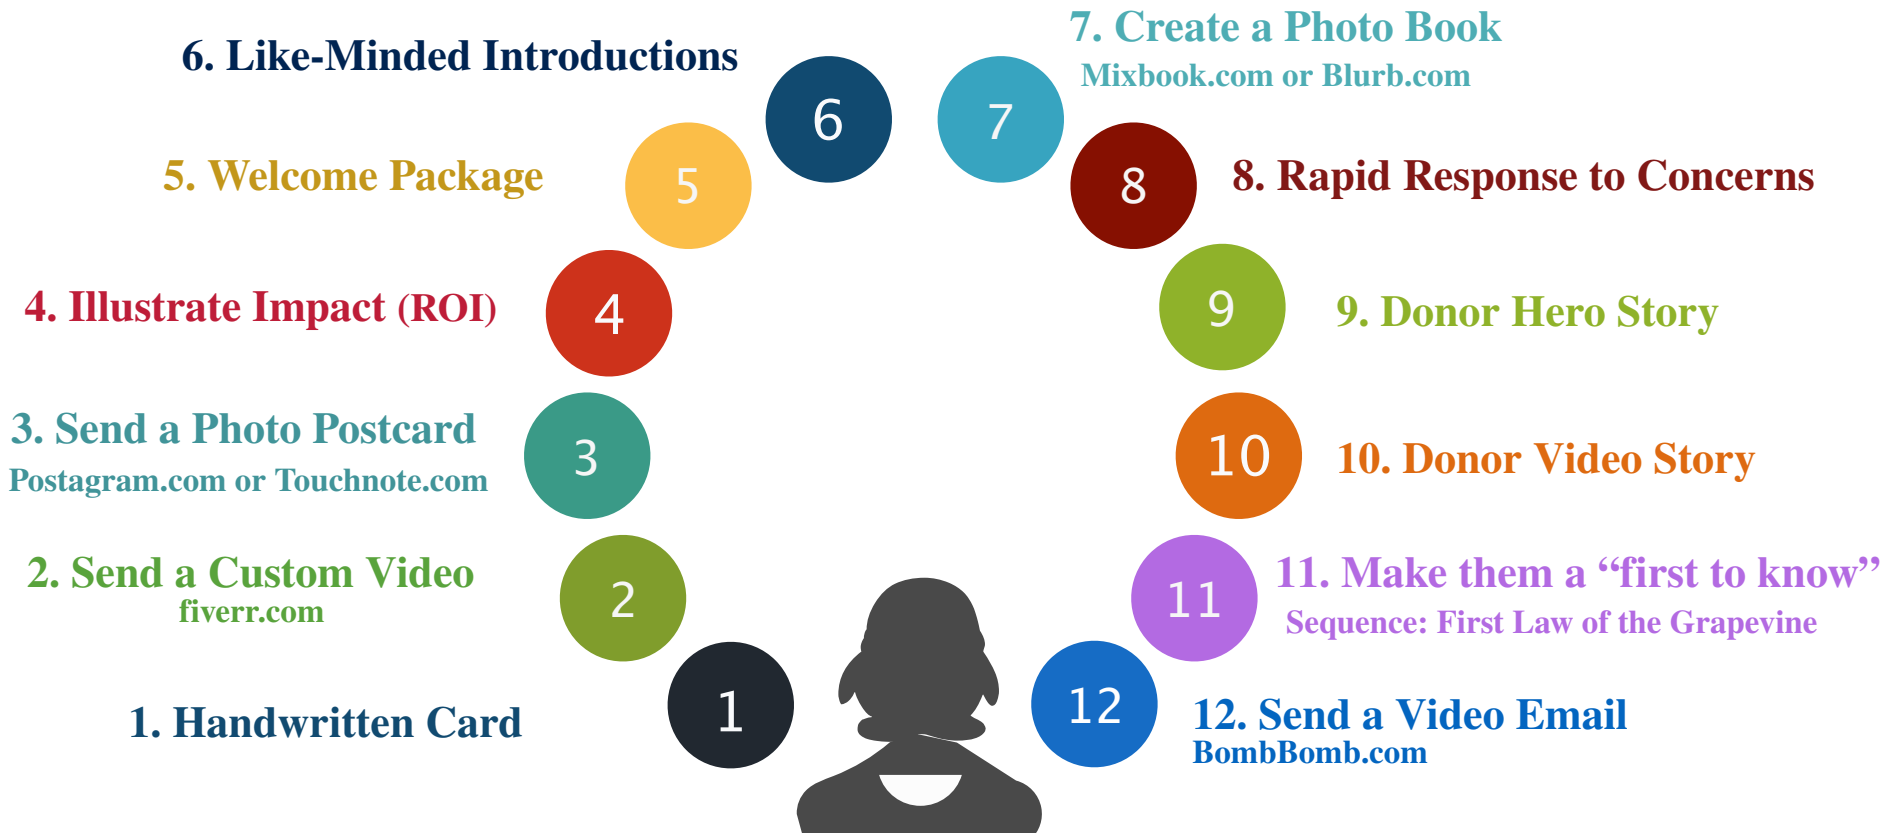 6. Like-Minded Introductions
5. Welcome Package
4. Illustrate Impact (ROI)
3. Send a Photo Postcard
Postagram.com or Touchnote.com
2. Send a Custom Video
fiverr.com
1. Handwritten Card
6
5
4
3
2
1
7
8
9
10
11
12
7. Create a Photo Book
Mixbook.com or Blurb.com
8. Rapid Response to Concerns
9. Donor Hero Story
10. Donor Video Story
11. Make them a “first to know”
Sequence: First Law of the Grapevine
12. Send a Video Email
BombBomb.com